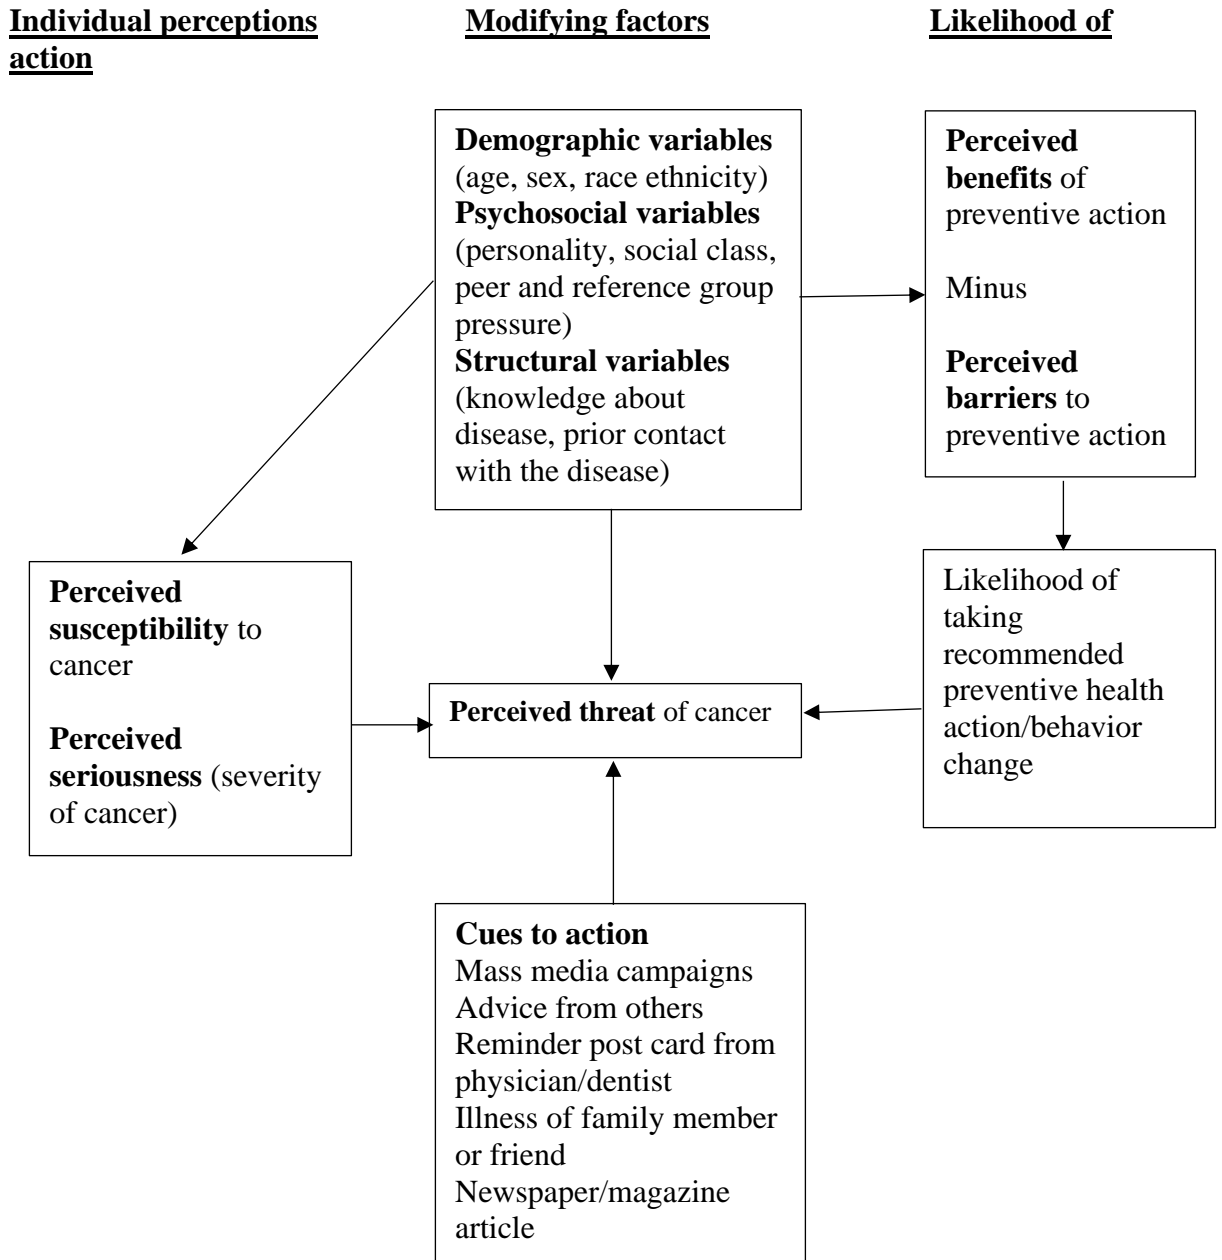 Individual perceptions Modifying factors Likelihood of
action
Demographic variables
(age, sex, race ethnicity)
Psychosocial variables
(personality, social class,
peer and reference group
pressure)
Structural variables
(knowledge about
disease, prior contact
with the disease)
Perceived
benefits of
preventive action
Minus
Perceived
barriers to
preventive action
Perceived
susceptibility to
cancer
Perceived
seriousness (severity
of cancer)
Perceived threat of cancer
Likelihood of
taking
recommended
preventive health
action/behavior
change
Cues to action
Mass media campaigns
Advice from others
Reminder post card from
physician/dentist
Illness of family member
or friend
Newspaper/magazine
article